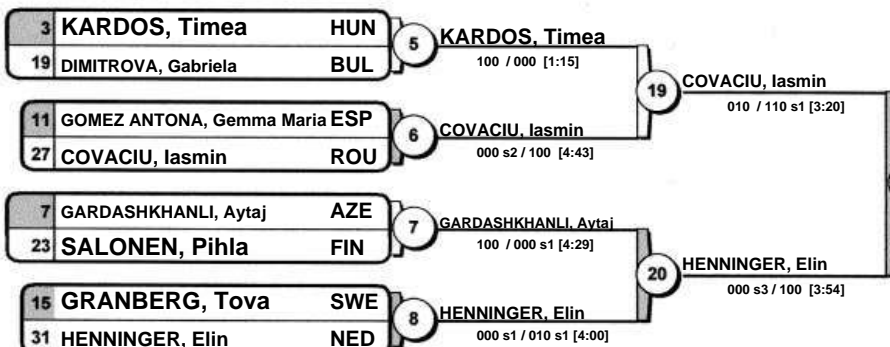 3 KARDOS, Timea HUN
19 DIMITROVA, Gabriela BUL
5
KARDOS, Timea
100 / 000 [1:15]
11 GOMEZ ANTONA, Gemma Maria ESP
27 COVACIU, Iasmin ROU
6
COVACIU, Iasmin
000 s2 / 100 [4:43]
19
COVACIU, Iasmin
010 / 110 s1 [3:20]
7 GARDASHKHANLI, Aytaj AZE
23 SALONEN, Pihla FIN
7
GARDASHKHANLI, Aytaj
100 / 000 s1 [4:29]
15 GRANBERG, Tova SWE
31 HENNINGER, Elin NED
8
HENNINGER, Elin
000 s1 / 010 s1 [4:00]
20
HENNINGER, Elin
000 s3 / 100 [3:54]